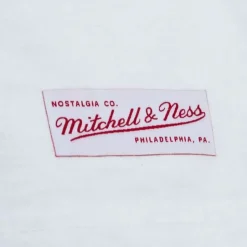 NOSTALGIA CO.
Mitchell & Ness
PHILADELPHIA, PA.